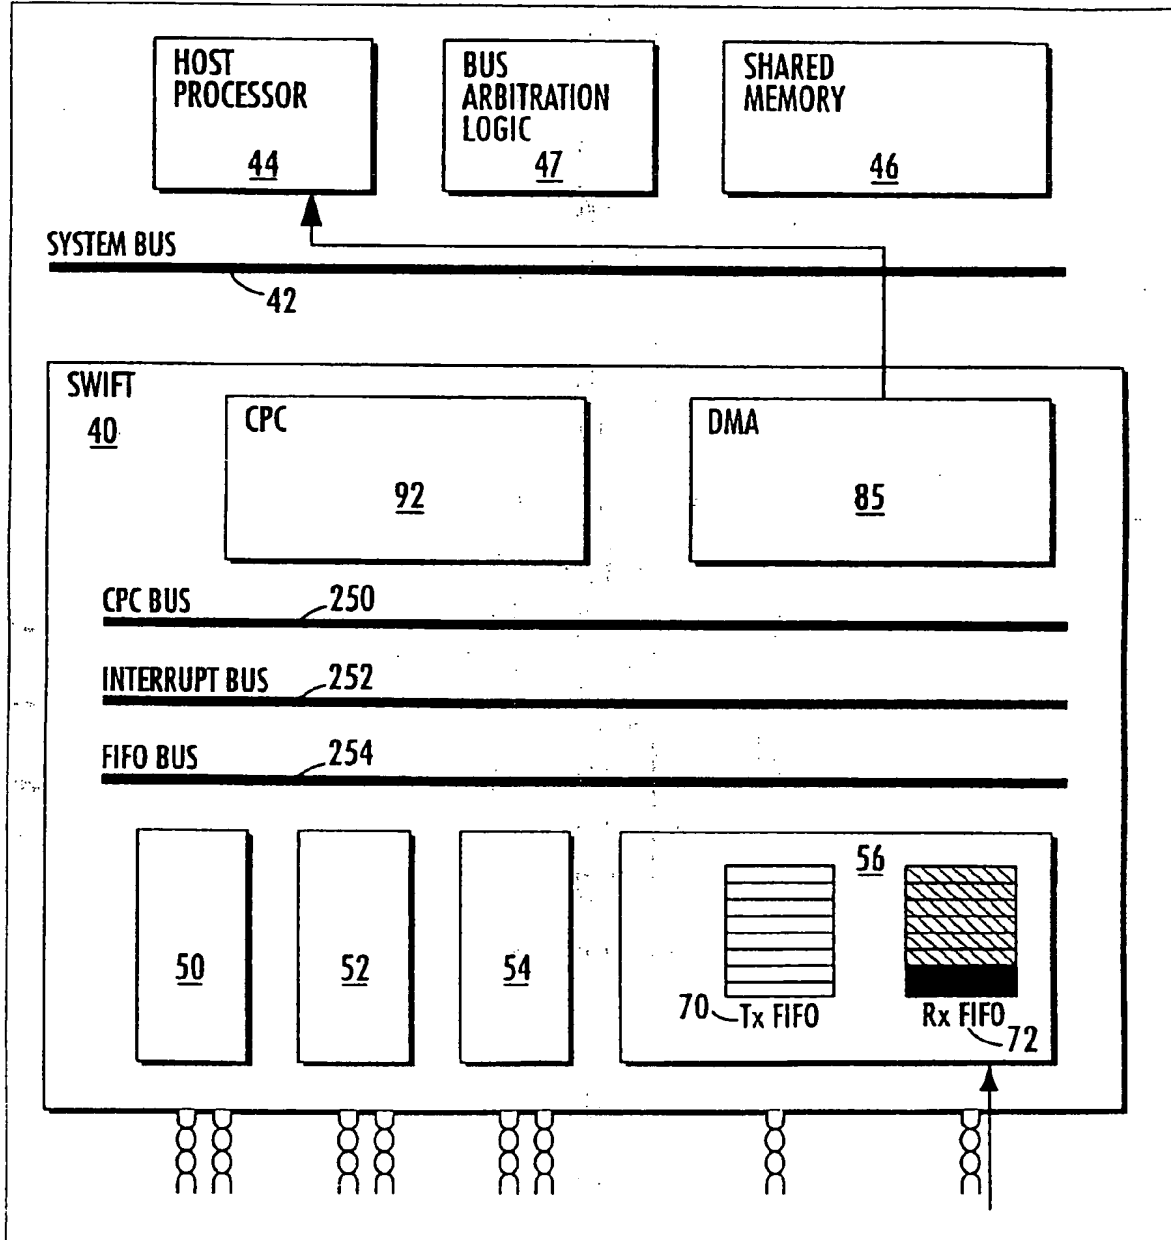 HOST
PROCESSOR
44
BUS
ARBITRATION
LOGIC
47
SHARED
MEMORY
46
SYSTEM BUS
42
SWIFT
40
CPC
92
DMA
85
CPC BUS
250
INTERRUPT BUS
252
FIFO BUS
254
50
52
54
56
70
Tx FIFO
Rx FIFO
72